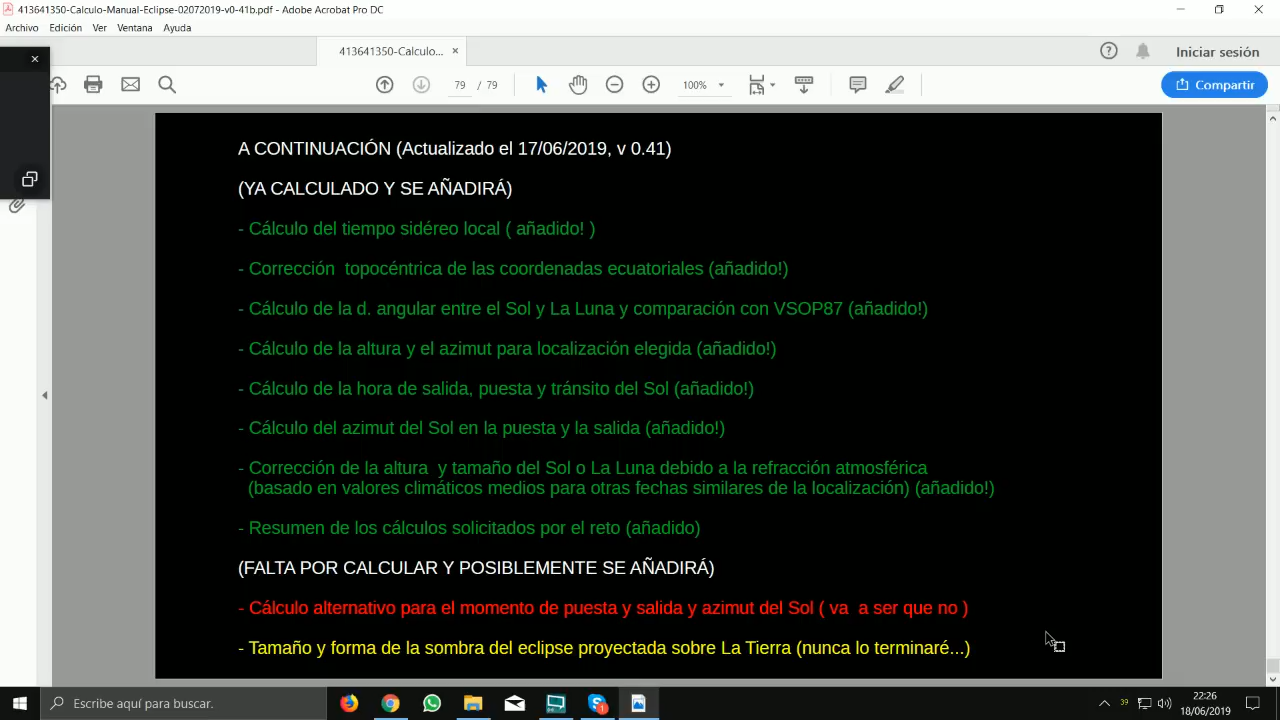 413641350-Calculo-Manual-Eclipse-02072019-v0-41b.pdf - Adobe Acrobat Pro DC
Archivo Edición Ver Ventana Ayuda
413641350-Calculo... ×
Iniciar sesión
79 / 79
100%
Compartir
A CONTINUACIÓN (Actualizado el 17/06/2019, v 0.41)
(YA CALCULADO Y SE AÑADIRÁ)
- Cálculo del tiempo sidéreo local ( añadido! )
- Corrección  topocéntrica de las coordenadas ecuatoriales (añadido!)
- Cálculo de la d. angular entre el Sol y La Luna y comparación con VSOP87 (añadido!)
- Cálculo de la altura y el azimut para localización elegida (añadido!)
- Cálculo de la hora de salida, puesta y tránsito del Sol (añadido!)
- Cálculo del azimut del Sol en la puesta y la salida (añadido!)
- Corrección de la altura  y tamaño del Sol o La Luna debido a la refracción atmosférica
(basado en valores climáticos medios para otras fechas similares de la localización) (añadido!)
- Resumen de los cálculos solicitados por el reto (añadido)
(FALTA POR CALCULAR Y POSIBLEMENTE SE AÑADIRÁ)
- Cálculo alternativo para el momento de puesta y salida y azimut del Sol ( va  a ser que no )
- Tamaño y forma de la sombra del eclipse proyectada sobre La Tierra (nunca lo terminaré...)
Escribe aquí para buscar.
39
22:26
18/06/2019